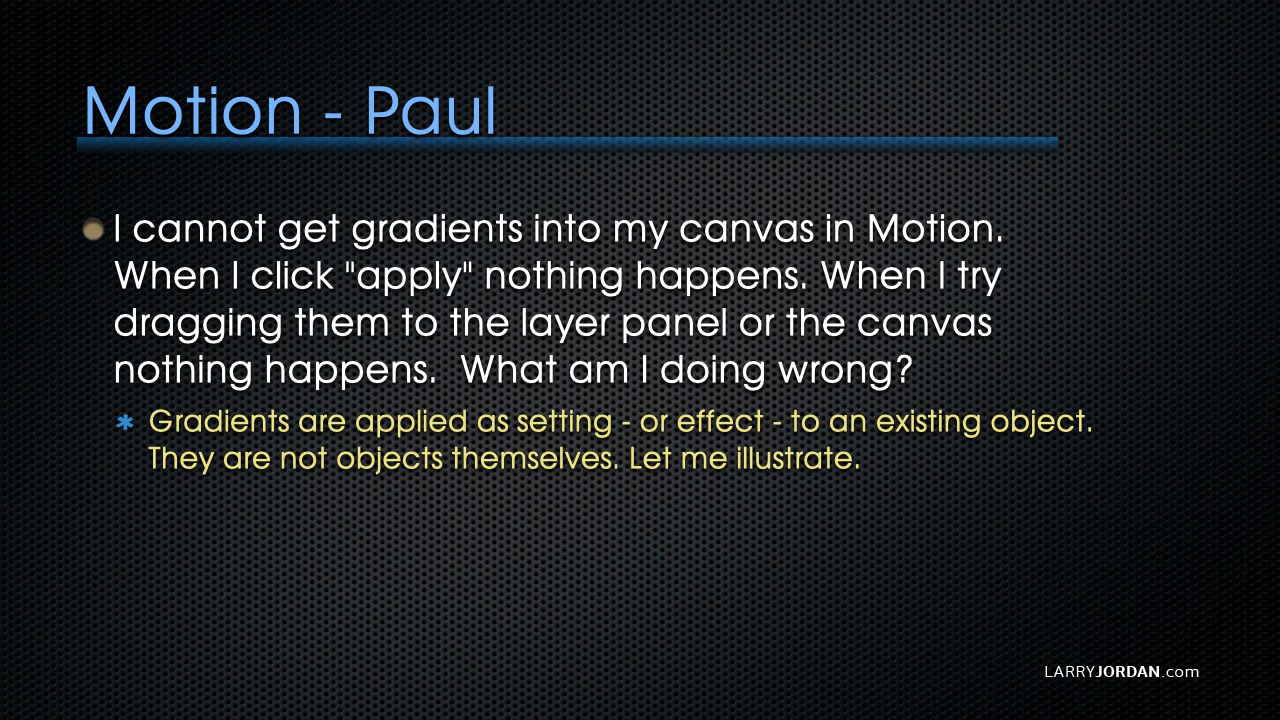 Motion - Paul
I cannot get gradients into my canvas in Motion.
When I click "apply" nothing happens. When I try
dragging them to the layer panel or the canvas
nothing happens.  What am I doing wrong?
Gradients are applied as setting - or effect - to an existing object.
They are not objects themselves. Let me illustrate.
LARRYJORDAN.com